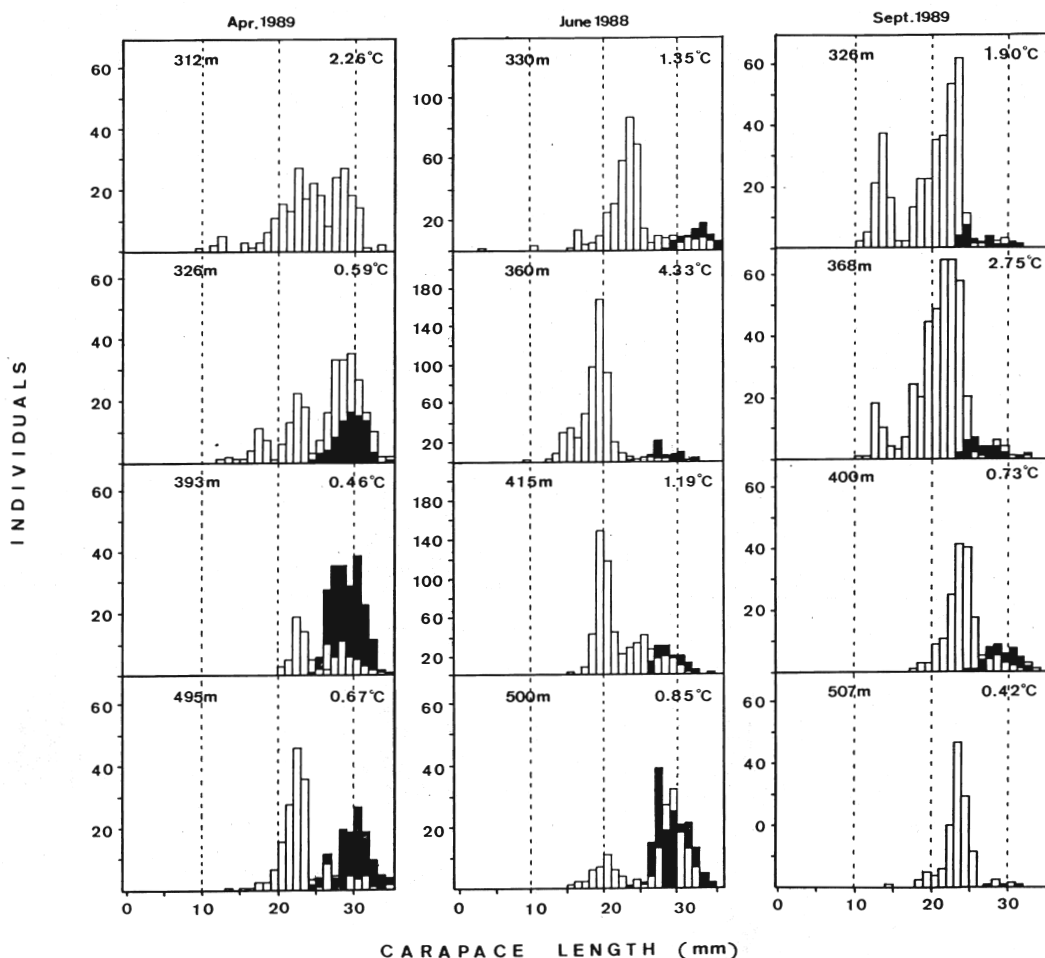 Apr. 1989
June 1988
Sept. 1989
312m 2.26°C
330m 1.35°C
326m 1.90°C
60
40
20
100
60
20
60
40
20
0
326m 0.59°C
360m 4.33°C
368m 2.75°C
60
40
20
180
140
100
60
20
60
40
20
0
393m 0.46°C
415m 1.19°C
400m 0.73°C
60
40
20
180
140
100
60
20
60
40
20
0
495m 0.67°C
500m 0.85°C
507m 0.42°C
60
40
20
60
40
20
60
40
0
0 10 20 30
0 10 20 30
0 10 20 30
INDIVIDUALS
CARAPACE LENGTH (mm)